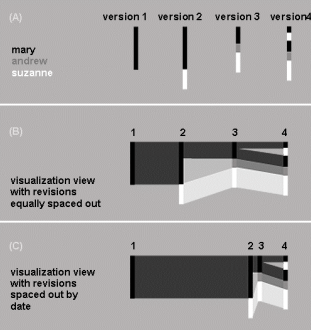 (A) version 1 version 2 version 3 version4
mary
andrew
suzanne
(B) 1 2 3 4
visualization view
with revisions
equally spaced out
(C) 1 2 3 4
visualization view
with revisions
spaced out by
date